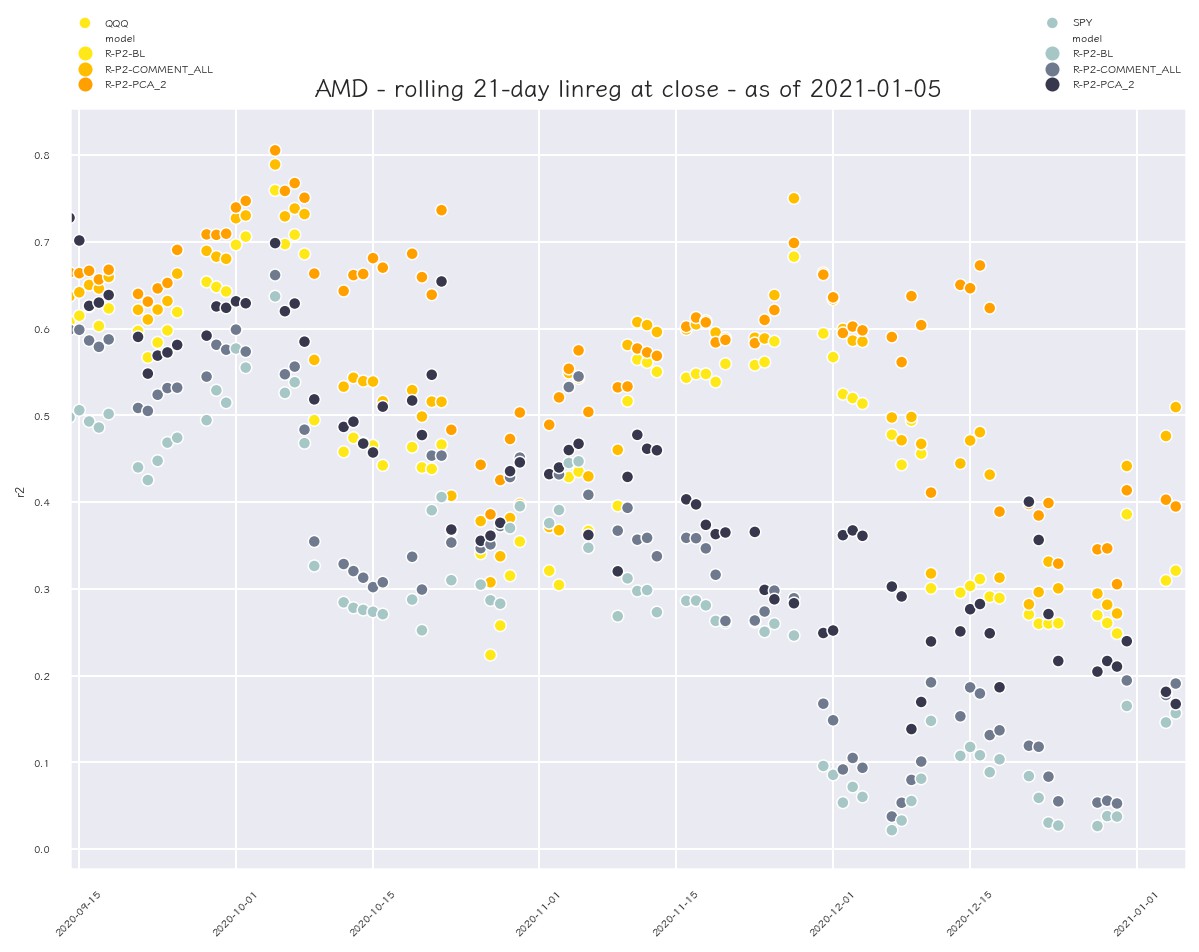 QQQ
model
R-P2-BL
R-P2-COMMENT_ALL
R-P2-PCA_2
SPY
model
R-P2-BL
R-P2-COMMENT_ALL
R-P2-PCA_2
AMD - rolling 21-day linreg at close - as of 2021-01-05
r2
0.8
0.7
0.6
0.5
0.4
0.3
0.2
0.1
0.0
2020-09-15
2020-10-01
2020-10-15
2020-11-01
2020-11-15
2020-12-01
2020-12-15
2021-01-01